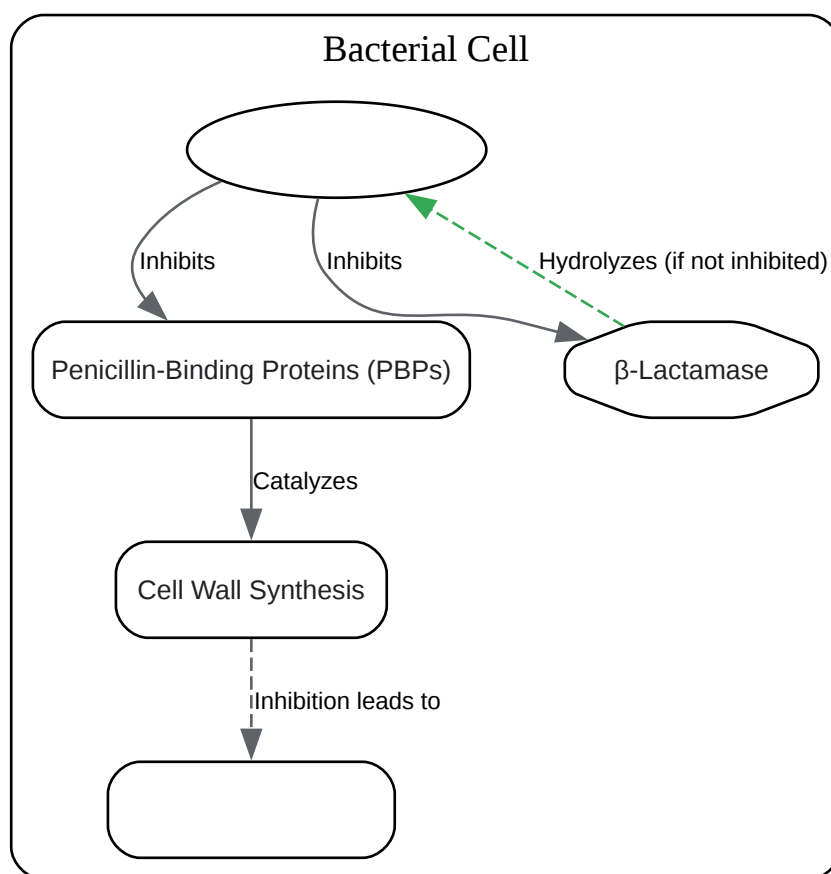 Bacterial Cell
Inhibits
Inhibits
Hydrolyzes (if not inhibited)
Penicillin-Binding Proteins (PBPs)
β-Lactamase
Catalyzes
Cell Wall Synthesis
Inhibition leads to